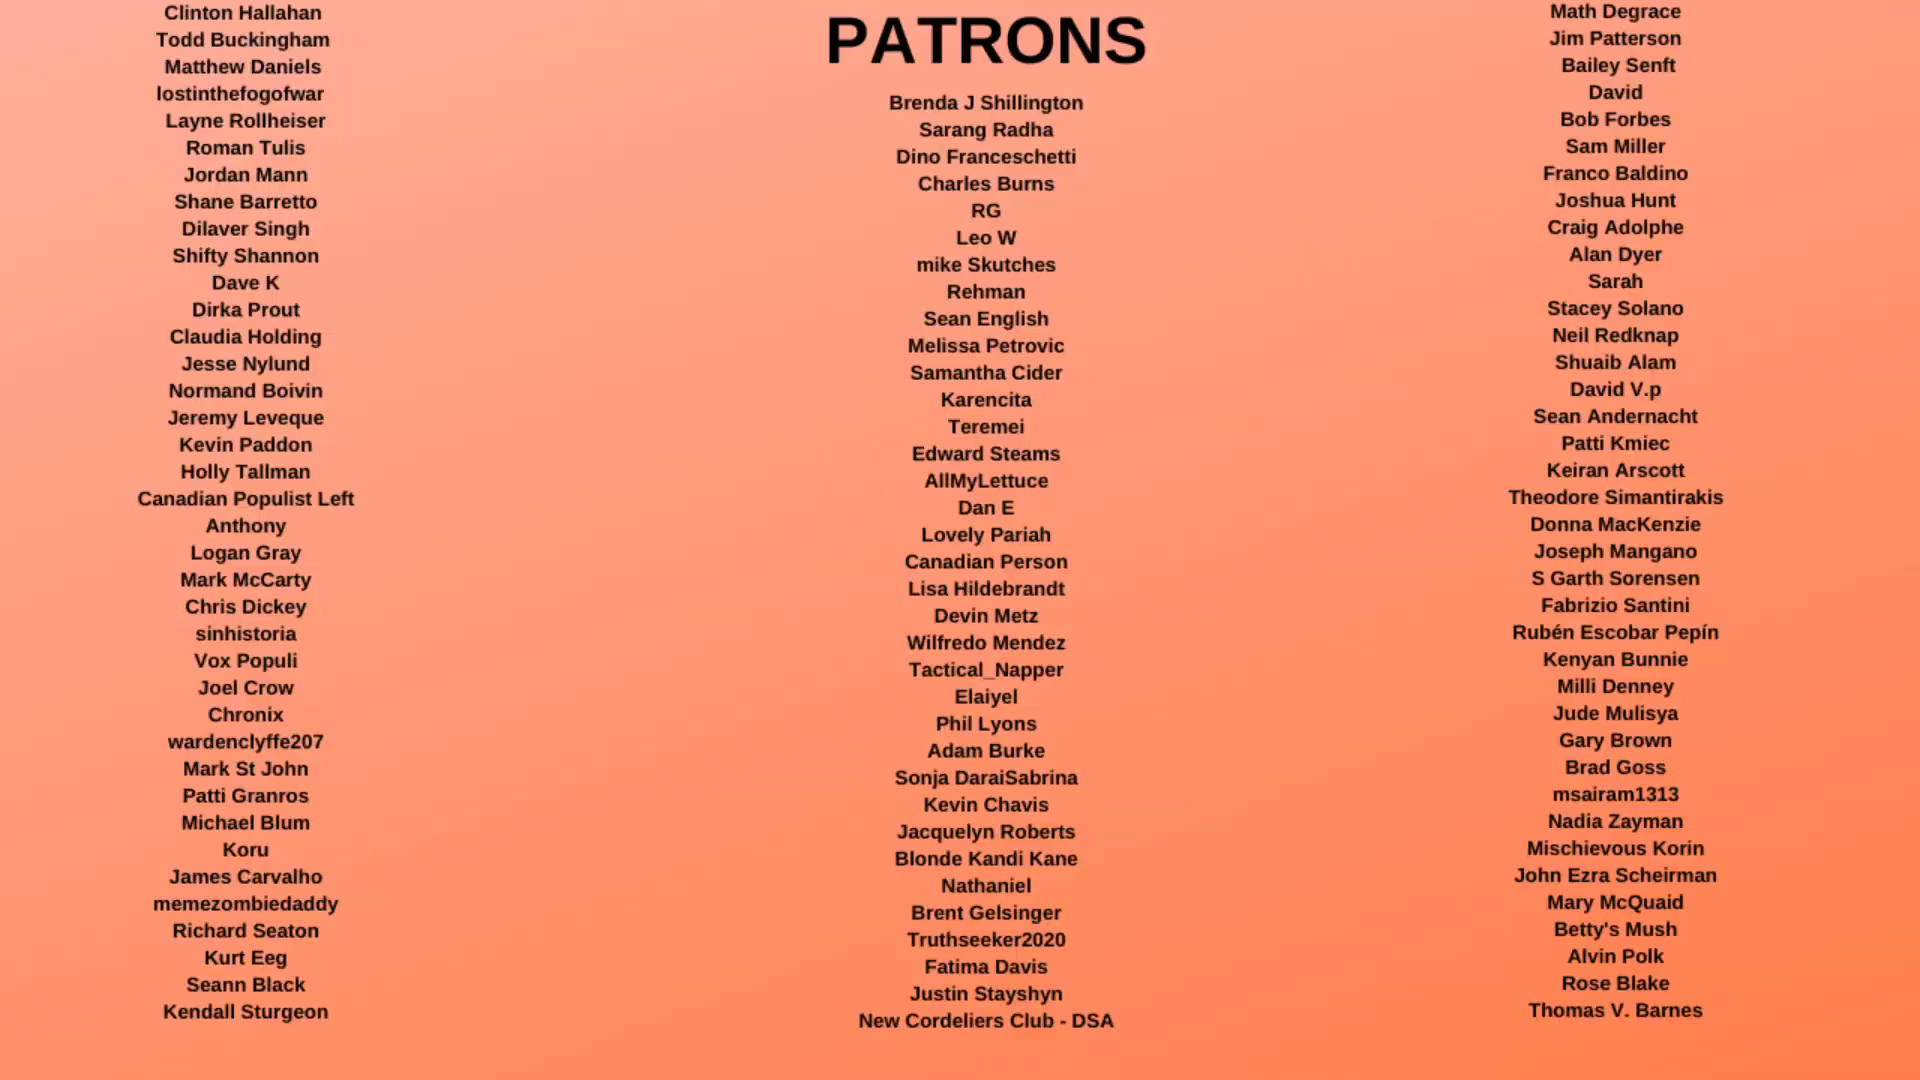 Clinton Hallahan
Todd Buckingham
Matthew Daniels
lostinthefogofwar
Layne Rollheiser
Roman Tulis
Jordan Mann
Shane Barretto
Dilaver Singh
Shifty Shannon
Dave K
Dirka Prout
Claudia Holding
Jesse Nylund
Normand Boivin
Jeremy Leveque
Kevin Paddon
Holly Tallman
Canadian Populist Left
Anthony
Logan Gray
Mark McCarty
Chris Dickey
sinhistoria
Vox Populi
Joel Crow
Chronix
wardenclyffe207
Mark St John
Patti Granros
Michael Blum
Koru
James Carvalho
memezombiedaddy
Richard Seaton
Kurt Eeg
Seann Black
Kendall Sturgeon
PATRONS
Brenda J Shillington
Sarang Radha
Dino Franceschetti
Charles Burns
RG
Leo W
mike Skutches
Rehman
Sean English
Melissa Petrovic
Samantha Cider
Karencita
Teremei
Edward Steams
AllMyLettuce
Dan E
Lovely Pariah
Canadian Person
Lisa Hildebrandt
Devin Metz
Wilfredo Mendez
Tactical_Napper
Elaiyel
Phil Lyons
Adam Burke
Sonja DaraiSabrina
Kevin Chavis
Jacquelyn Roberts
Blonde Kandi Kane
Nathaniel
Brent Gelsinger
Truthseeker2020
Fatima Davis
Justin Stayshyn
New Cordeliers Club - DSA
Math Degrace
Jim Patterson
Bailey Senft
David
Bob Forbes
Sam Miller
Franco Baldino
Joshua Hunt
Craig Adolphe
Alan Dyer
Sarah
Stacey Solano
Neil Redknap
Shuaib Alam
David V.p
Sean Andernacht
Patti Kmiec
Keiran Arscott
Theodore Simantirakis
Donna MacKenzie
Joseph Mangano
S Garth Sorensen
Fabrizio Santini
Rubén Escobar Pepín
Kenyan Bunnie
Milli Denney
Jude Mulisya
Gary Brown
Brad Goss
msairam1313
Nadia Zayman
Mischievous Korin
John Ezra Scheirman
Mary McQuaid
Betty's Mush
Alvin Polk
Rose Blake
Thomas V. Barnes